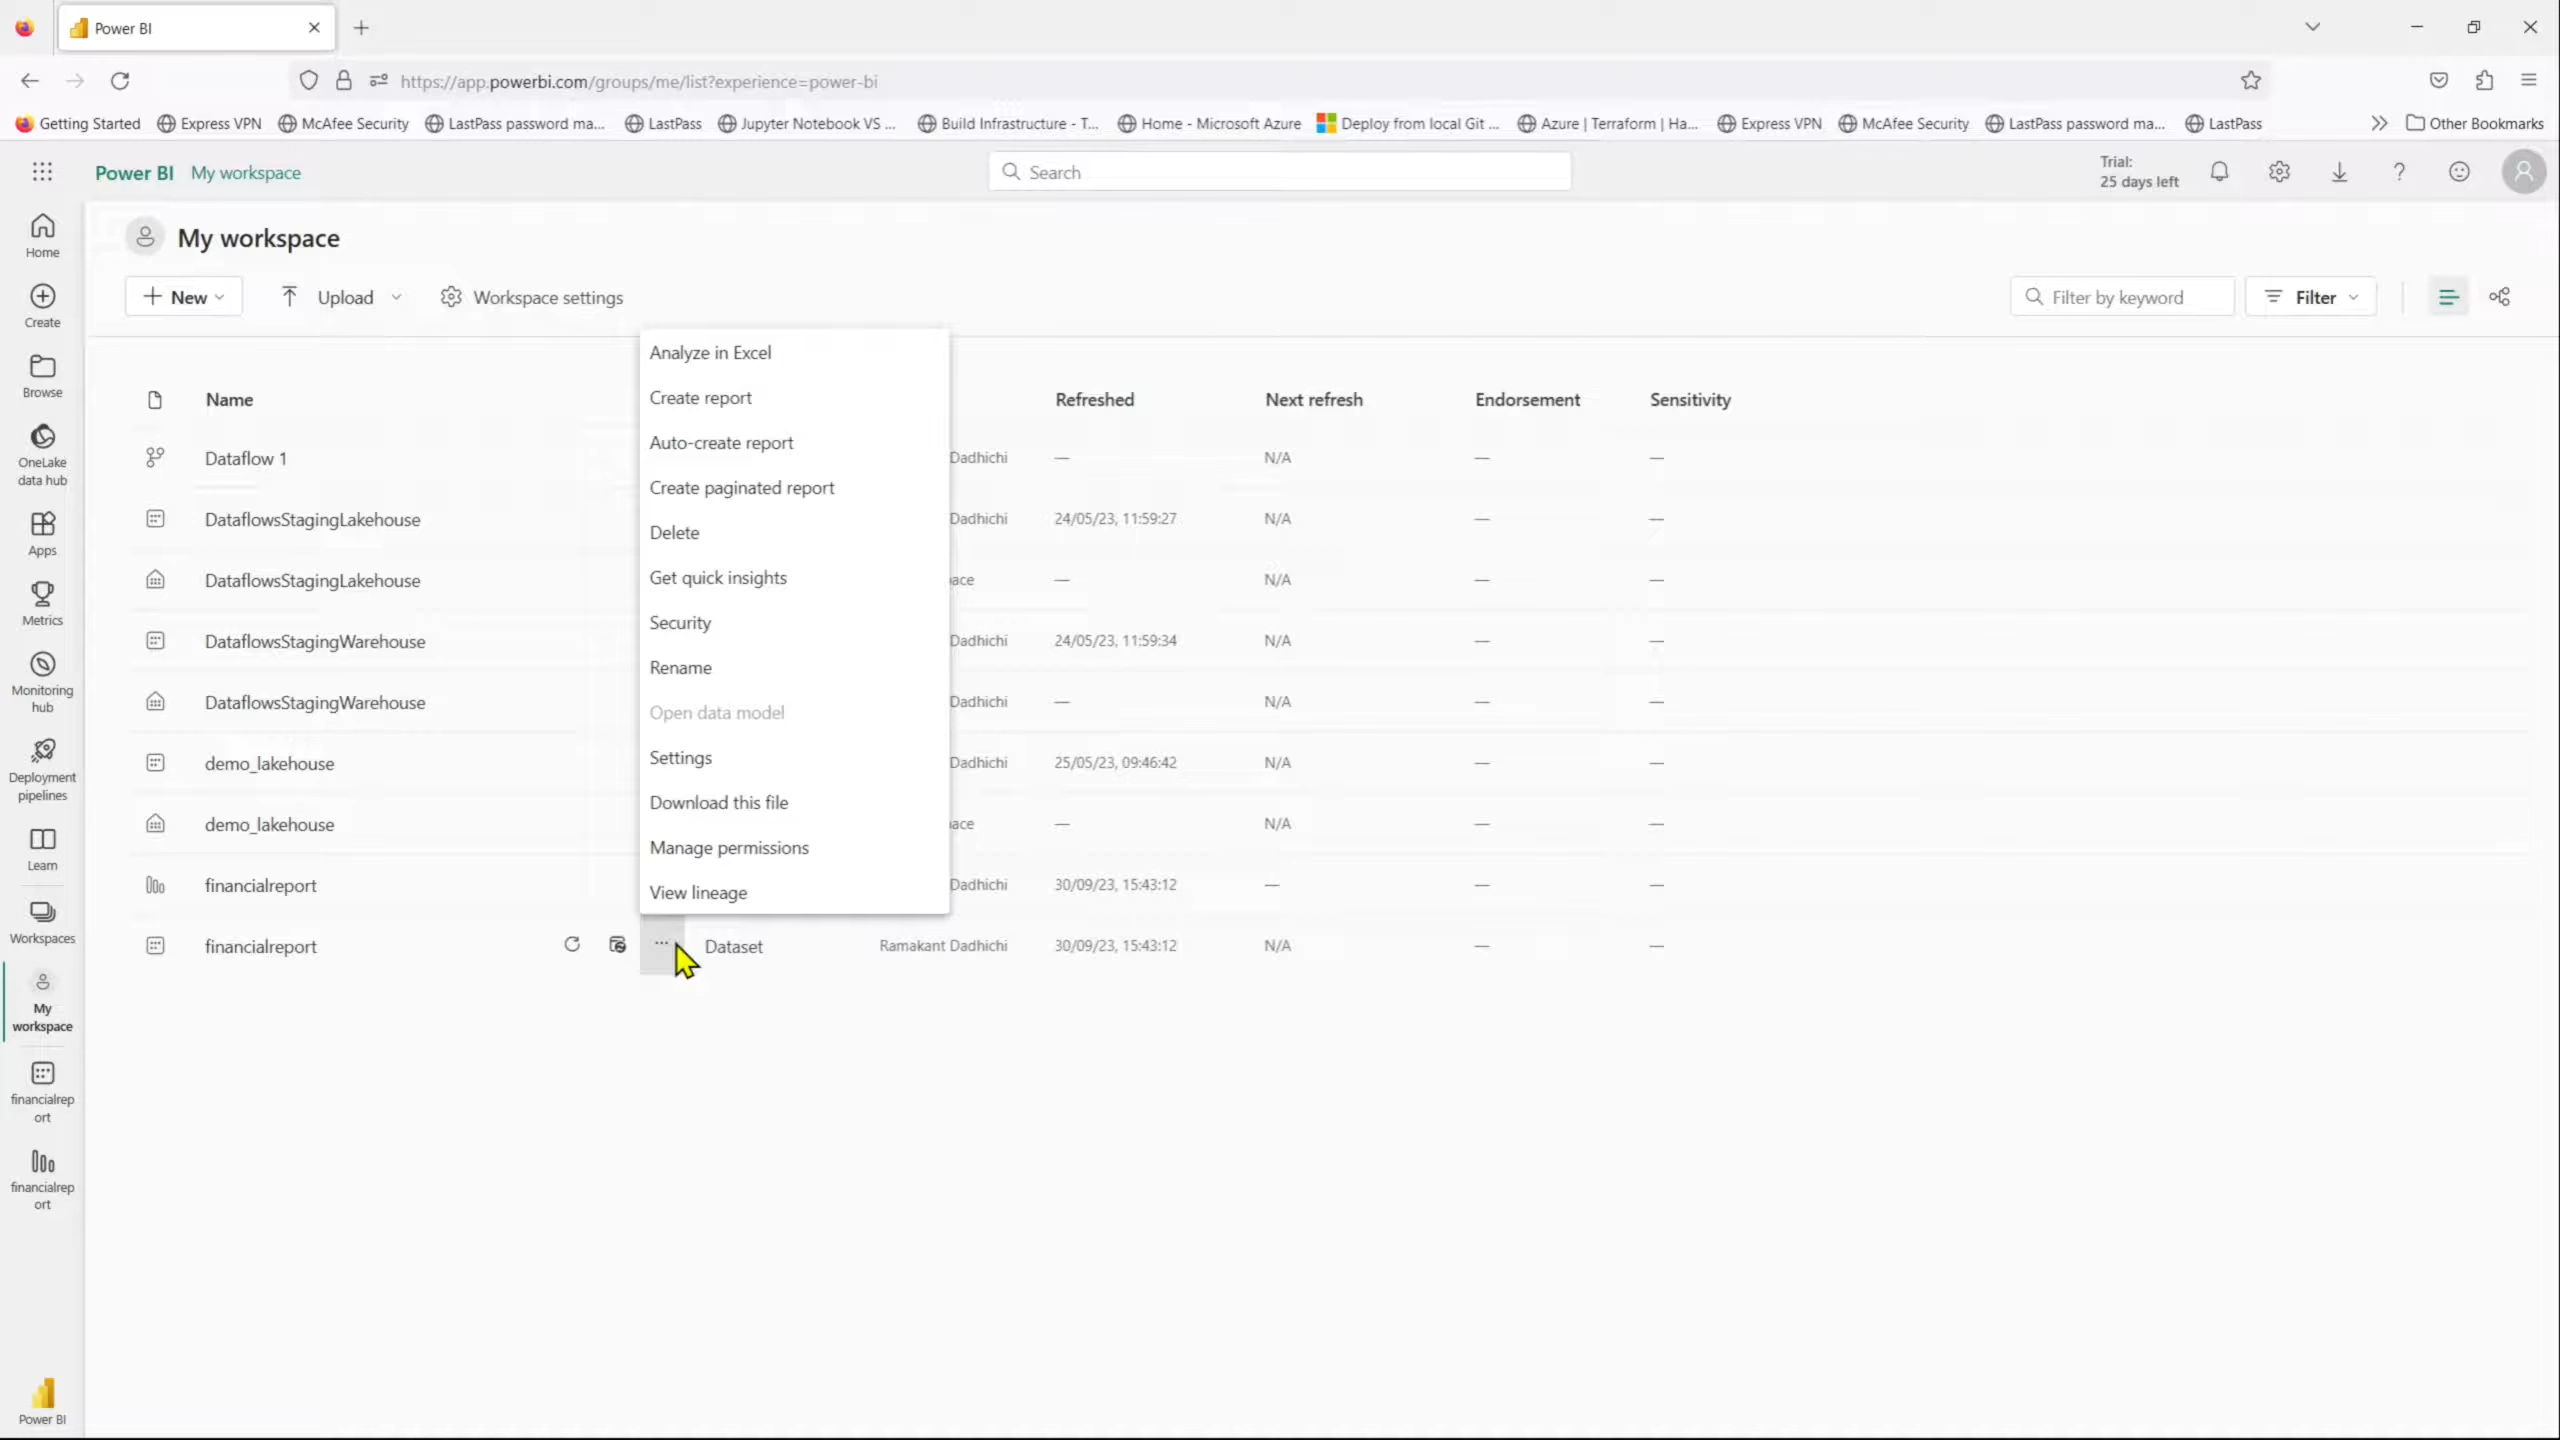 Power BI
https://app.powerbi.com/groups/me/list?experience=power-bi
Getting Started
Express VPN
McAfee Security
LastPass password ma...
LastPass
Jupyter Notebook VS ...
Build Infrastructure - T...
Home - Microsoft Azure
Deploy from local Git ...
Azure | Terraform | Ha...
Express VPN
McAfee Security
LastPass password ma...
LastPass
Other Bookmarks
Power BI
My workspace
Search
Trial:
25 days left
Home
Create
Browse
OneLake
data hub
Apps
Metrics
Monitoring
hub
Deployment
pipelines
Learn
Workspaces
My
workspace
financialrep
ort
financialrep
ort
Power BI
My workspace
New
Upload
Workspace settings
Filter by keyword
Filter
Name
Refreshed
Next refresh
Endorsement
Sensitivity
Dataflow 1
Dadhichi
—
N/A
—
—
DataflowsStagingLakehouse
Dadhichi
24/05/23, 11:59:27
N/A
—
—
DataflowsStagingLakehouse
ace
—
N/A
—
—
DataflowsStagingWarehouse
Dadhichi
24/05/23, 11:59:34
N/A
—
—
DataflowsStagingWarehouse
Dadhichi
—
N/A
—
—
demo_lakehouse
Dadhichi
25/05/23, 09:46:42
N/A
—
—
demo_lakehouse
ace
—
N/A
—
—
financialreport
Dadhichi
30/09/23, 15:43:12
—
—
—
financialreport
Dataset
Ramakant Dadhichi
30/09/23, 15:43:12
N/A
—
—
Analyze in Excel
Create report
Auto-create report
Create paginated report
Delete
Get quick insights
Security
Rename
Open data model
Settings
Download this file
Manage permissions
View lineage